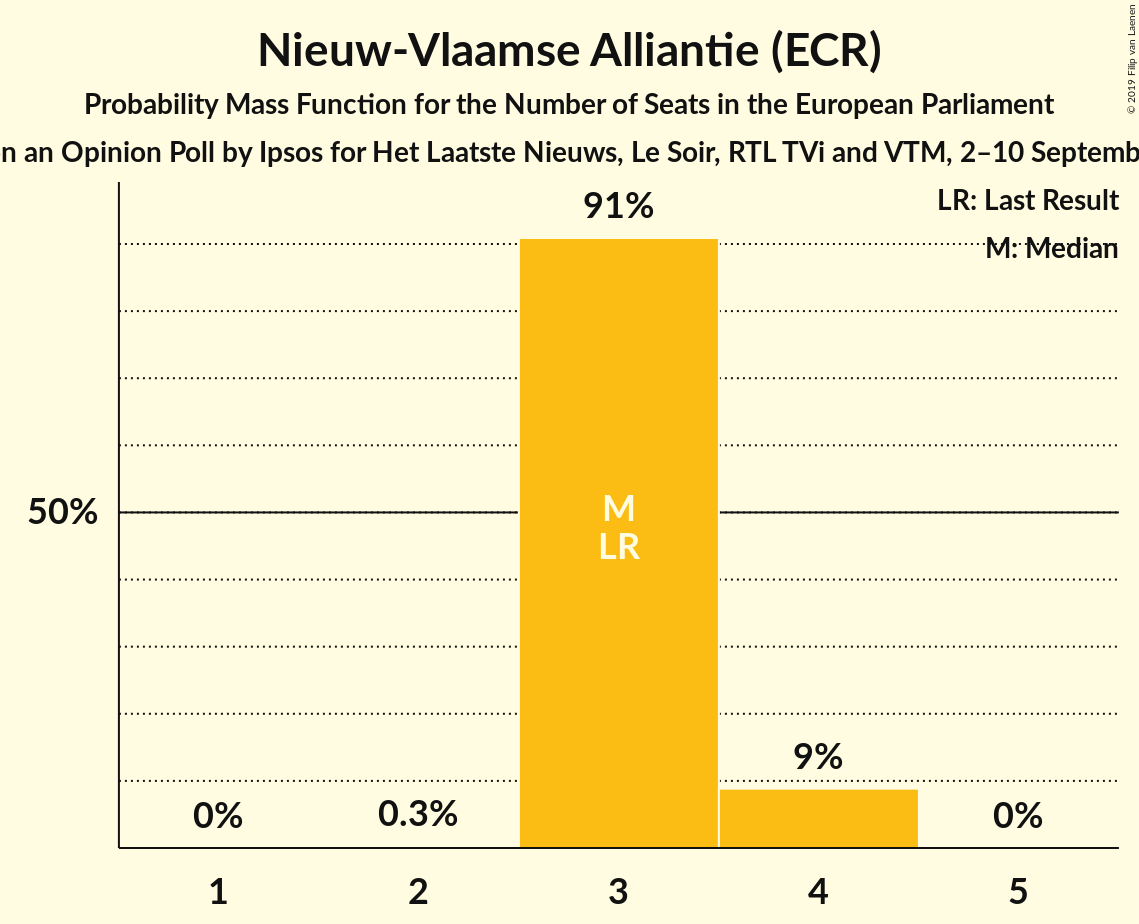 Nieuw-Vlaamse Alliantie (ECR)
Probability Mass Function for the Number of Seats in the European Parliament
an Opinion Poll by Ipsos for Het Laatste Nieuws, Le Soir, RTL TVi and VTM, 2–10
© 2019 Filip van Laenen
LR: Last Result
M: Median
91%
50%
M
LR
9%
0%
0.3%
0%
1
2
3
4
5